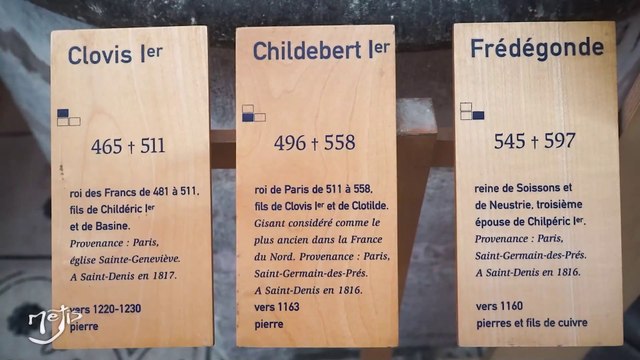 Clovis Ier
465 † 511
roi des Francs de 481 à 511,
fils de Childéric Ier
et de Basine.
Provenance : Paris,
église Sainte-Geneviève.
A Saint-Denis en 1817.
vers 1220-1230
pierre
Childebert Ier
496 † 558
roi de Paris de 511 à 558,
fils de Clovis Ier et de Clotilde.
Gisant considéré comme le
plus ancien dans la France
du Nord. Provenance : Paris,
Saint-Germain-des-Prés.
A Saint-Denis en 1816.
vers 1163
pierre
Frédégonde
545 † 597
reine de Soissons et
de Neustrie, troisième
épouse de Chilpéric Ier.
Provenance : Paris,
Saint-Germain-des-Prés.
A Saint-Denis en 1816.
vers 1160
pierres et fils de cuivre